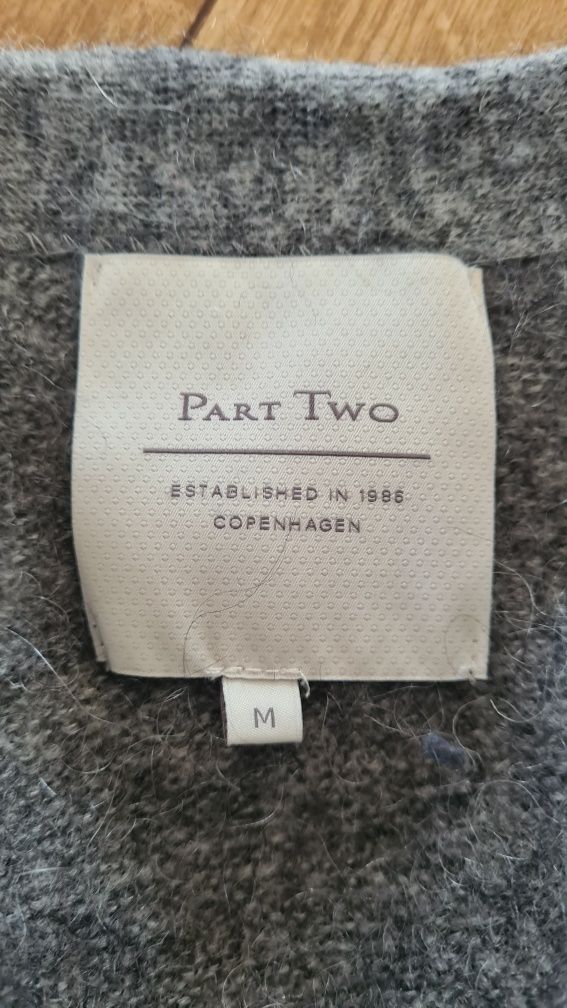 PART TWO
ESTABLISHED IN 1986
COPENHAGEN
M